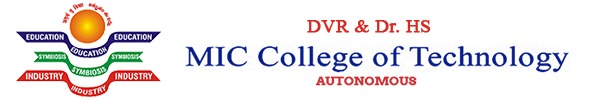 EDUCATION EDUCATION EDUCATION
SYMBIOSIS SYMBIOSIS SYMBIOSIS
INDUSTRY INDUSTRY INDUSTRY
DVR & Dr. HS
MIC College of Technology
AUTONOMOUS